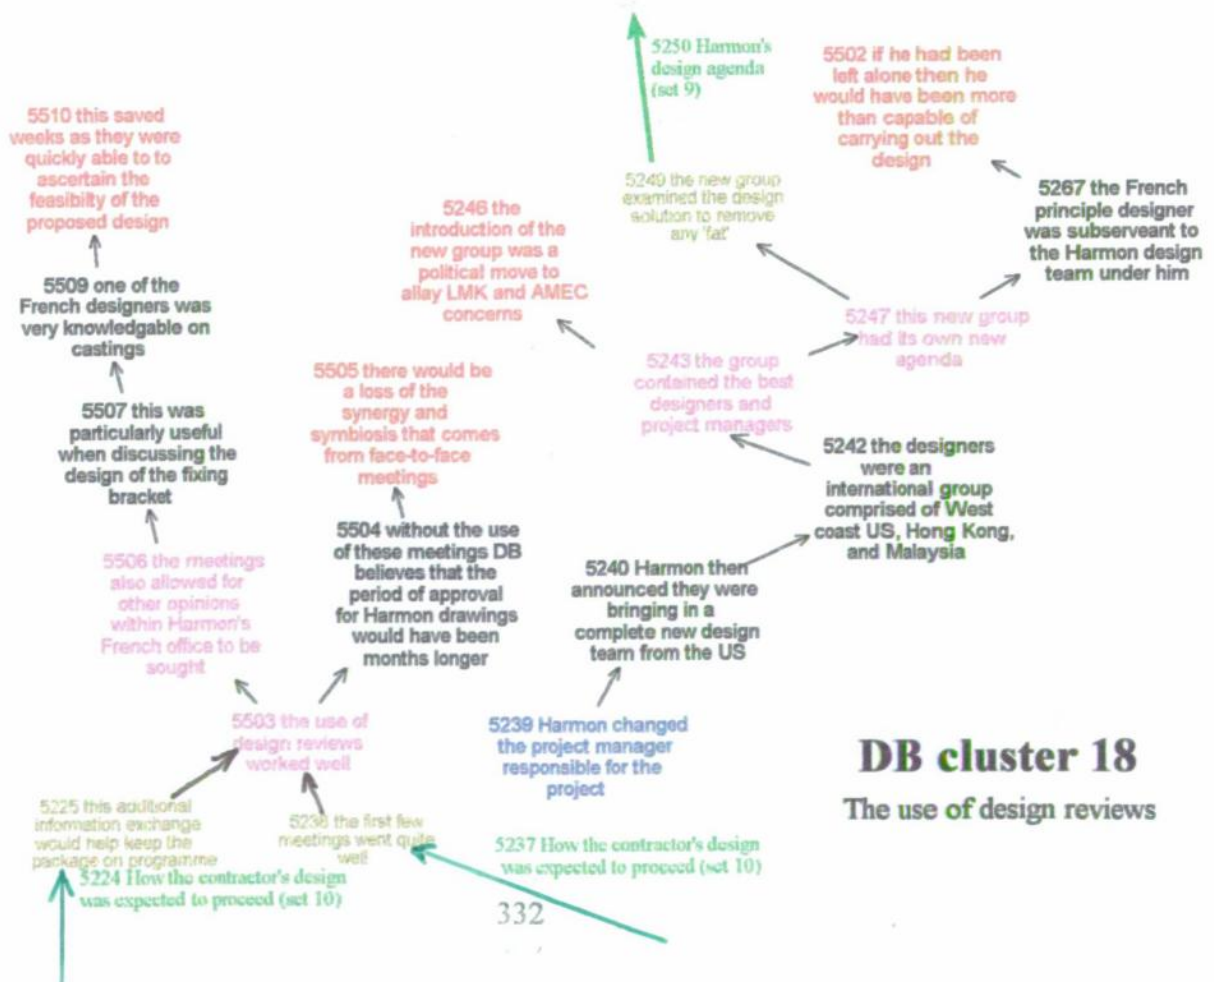 5250 Harmon's
design agenda
(set 9)
5502 if he had been
left alone then he
would have been more
than capable of
carrying out the
design
5510 this saved
weeks as they were
quickly able to to
ascertain the
feasibilty of the
proposed design
5249 the new group
examined the design
solution to remove
any 'fat'
5267 the French
principle designer
was subserveant to
the Harmon design
team under him
5246 the
introduction of the
new group was a
political move to
allay LMK and AMEC
concerns
5509 one of the
French designers was
very knowledgable on
castings
5247 this new group
had its own new
agenda
5243 the group
contained the best
designers and
project managers
5505 there would be
a loss of the
synergy and
symbiosis that comes
from face-to-face
meetings
5507 this was
particularly useful
when discussing the
design of the fixing
bracket
5242 the designers
were an
international group
comprised of West
coast US, Hong Kong,
and Malaysia
5504 without the use
of these meetings DB
believes that the
period of approval
for Harmon drawings
would have been
months longer
5506 the meetings
also allowed for
other opinions
within Harmon's
French office to be
sought
5240 Harmon then
announced they were
bringing in a
complete new design
team from the US
5503 the use of
design reviews
worked well
5239 Harmon changed
the project manager
responsible for the
project
DB cluster 18
The use of design reviews
5225 this additional
information exchange
would help keep the
package on programme
5238 the first few
meetings went quite
well
5237 How the contractor's design
was expected to proceed (set 10)
5224 How the contractor's design
was expected to proceed (set 10)
332